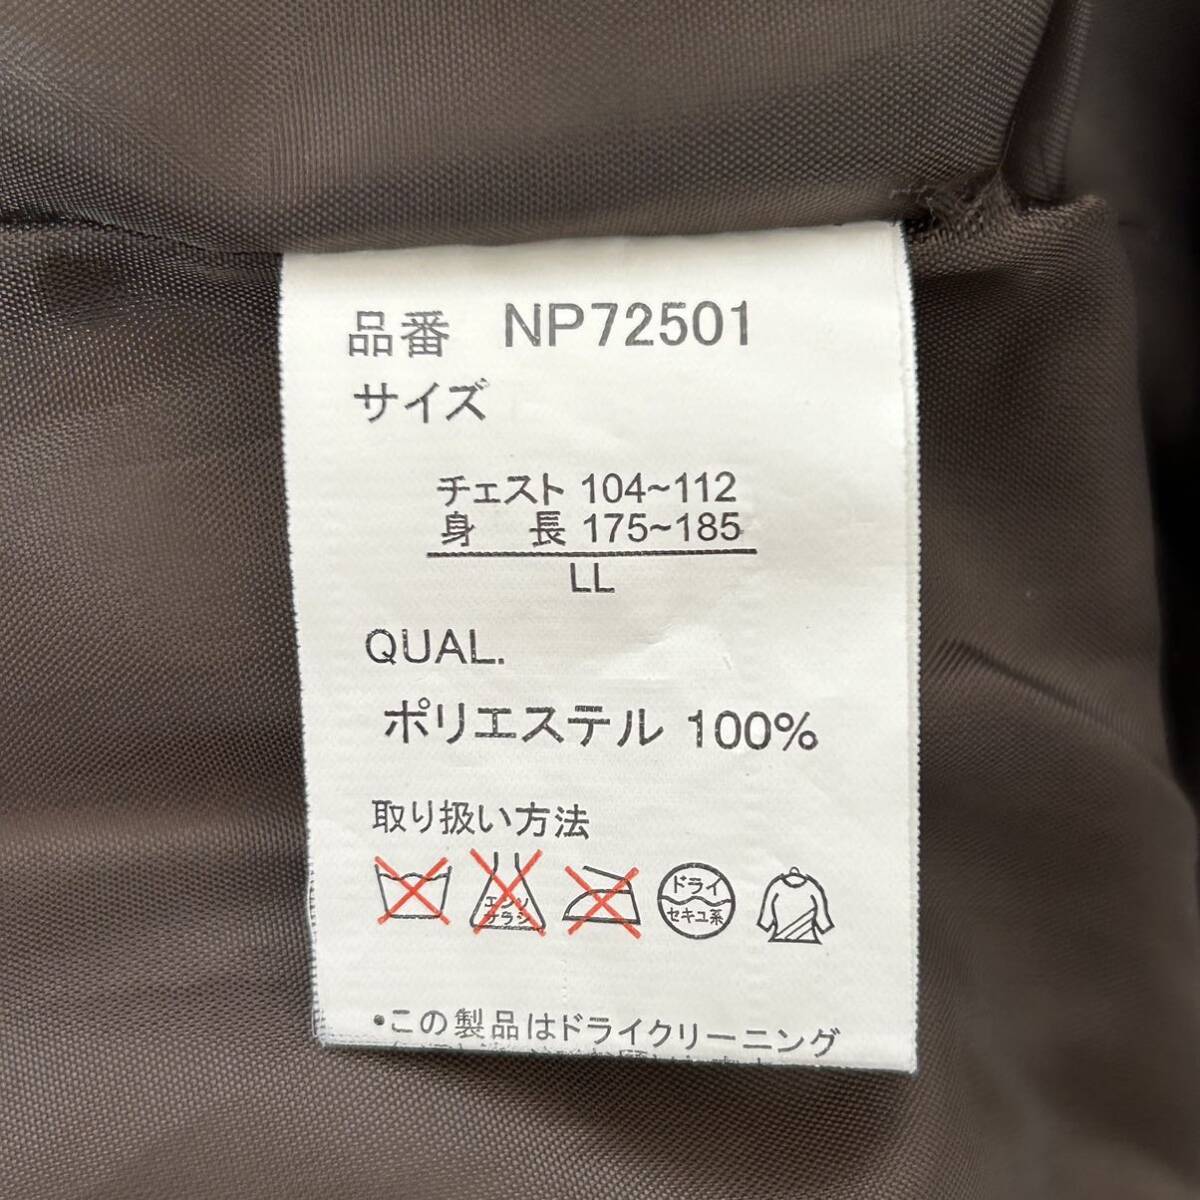 品番 NP72501
サイズ
チェスト 104~112
身 長 175~185
LL
QUAL.
ポリエステル 100%
取り扱い方法
エンソ
サラシ
ドライ
セキユ系
•この製品はドライクリーニング